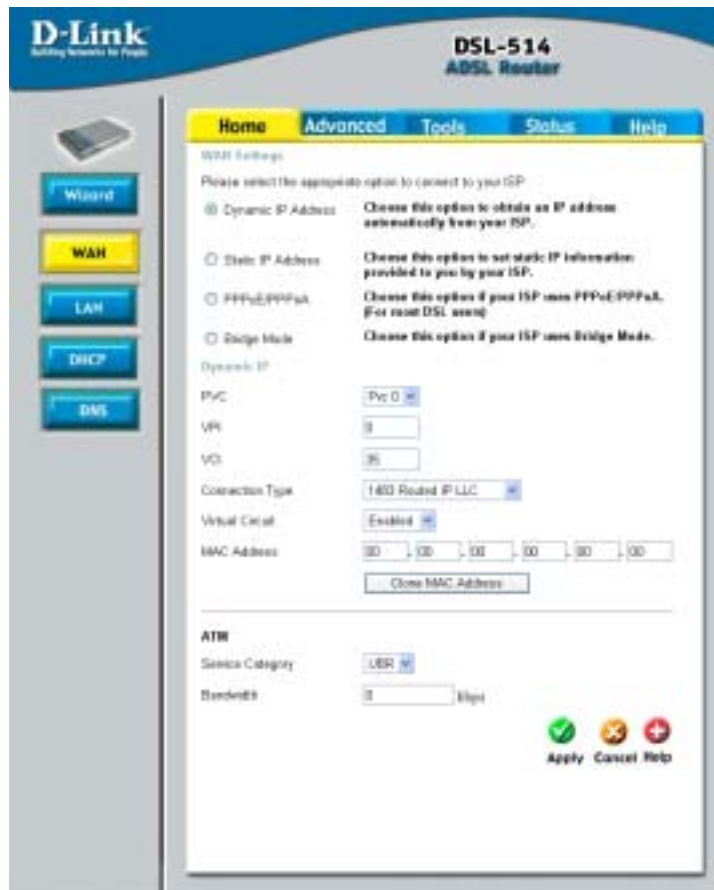 D-Link
Building Networks for People
DSL-514
ADSL Router
Home Advanced Tools Status Help
Wizard
WAN
LAN
DHCP
DNS
WAN Settings
Please select the appropriate option to connect to your ISP
Dynamic IP Address Choose this option to obtain an IP address
automatically from your ISP.
Static IP Address Choose this option to set static IP information
provided to you by your ISP.
PPPoE/PPPoA Choose this option if your ISP uses PPPoE/PPPoA.
(For most DSL users)
Bridge Mode Choose this option if your ISP uses Bridge Mode.
Dynamic IP
PVC Pvc 0
VPI 0
VCI 35
Connection Type 1483 Routed IP LLC
Virtual Circuit Enabled
MAC Address 00 - 00 - 00 - 00 - 00 - 00
Clone MAC Address
ATM
Service Category UBR
Bandwidth 0 kbps
Apply Cancel Help